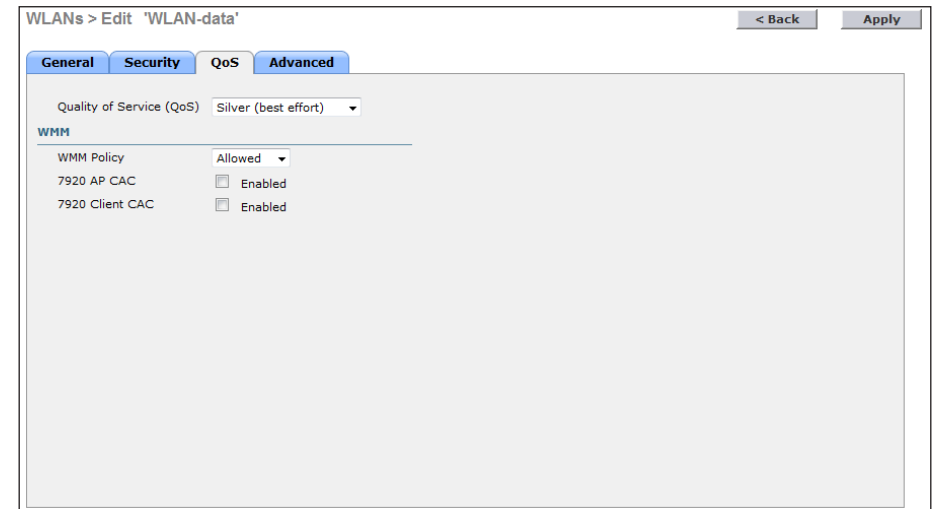 WLANs > Edit 'WLAN-data'
< Back
Apply
General
Security
QoS
Advanced
Quality of Service (QoS) Silver (best effort)
WMM
WMM Policy Allowed
7920 AP CAC Enabled
7920 Client CAC Enabled